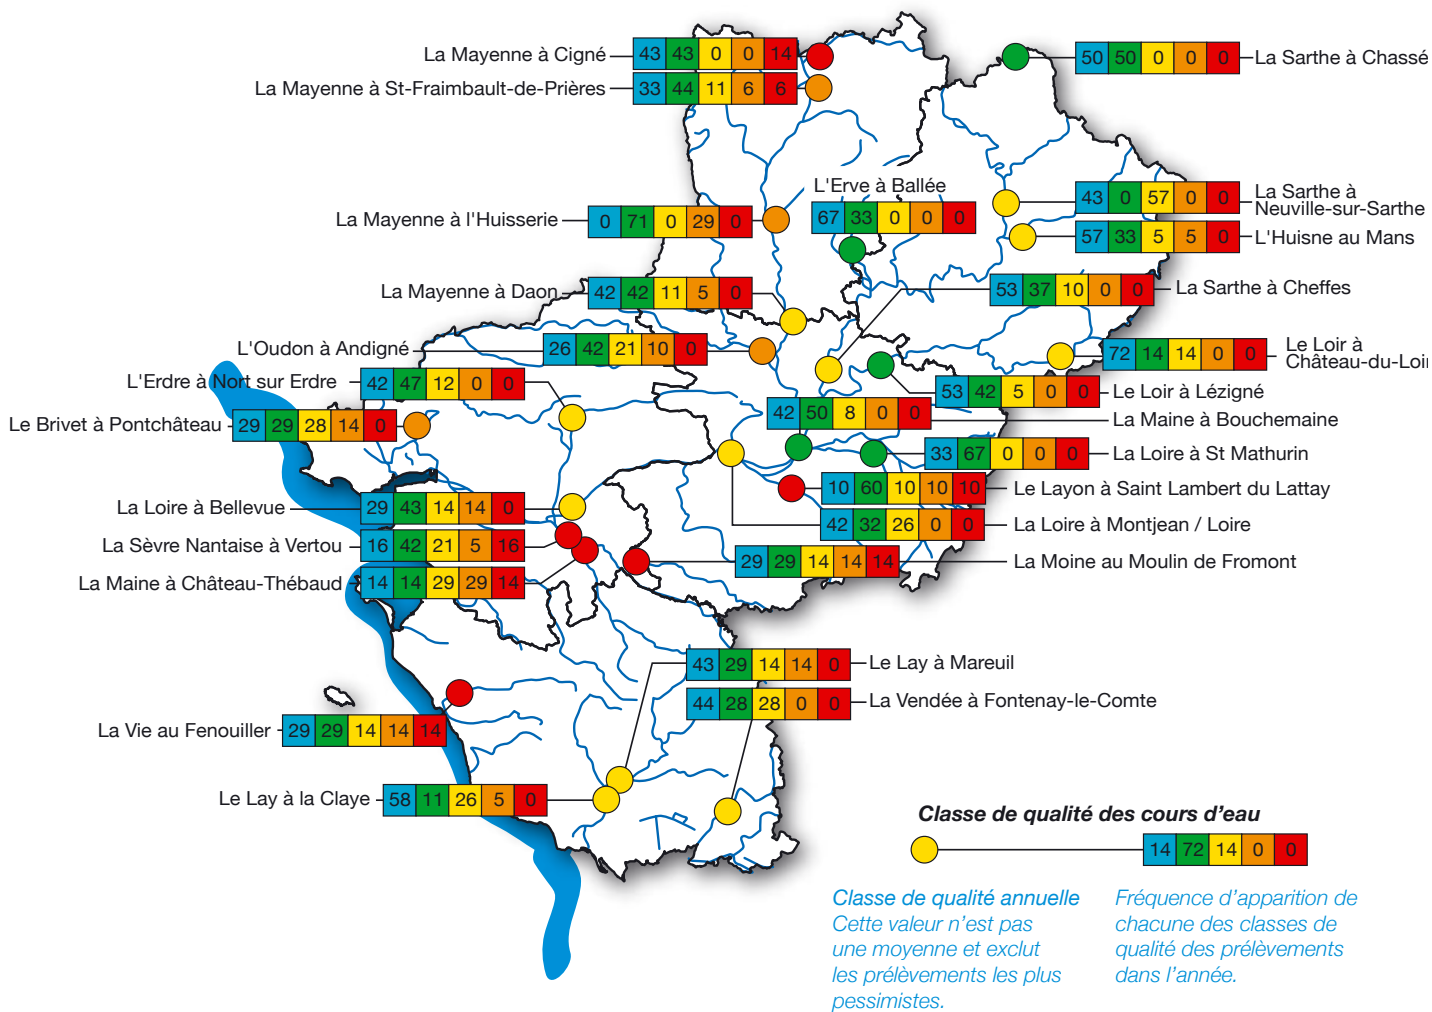 La Mayenne à Cigné 43 43 0 0 14
La Mayenne à St-Fraimbault-de-Prières 33 44 11 6 6
50 50 0 0 0 La Sarthe à Chassé
L'Erve à Ballée
67 33 0 0 0
La Mayenne à l'Huisserie 0 71 0 29 0
43 0 57 0 0 La Sarthe à
Neuville-sur-Sarthe
57 33 5 5 0 L'Huisne au Mans
La Mayenne à Daon 42 42 11 5 0
53 37 10 0 0 La Sarthe à Cheffes
L'Oudon à Andigné 26 42 21 10 0
72 14 14 0 0 Le Loir à
Château-du-Loi
L'Erdre à Nort sur Erdre 42 47 12 0 0
53 42 5 0 0 Le Loir à Lézigné
Le Brivet à Pontchâteau 29 29 28 14 0
42 50 8 0 0 La Maine à Bouchemaine
33 67 0 0 0 La Loire à St Mathurin
10 60 10 10 10 Le Layon à Saint Lambert du Lattay
La Loire à Bellevue 29 43 14 14 0
42 32 26 0 0 La Loire à Montjean / Loire
La Sèvre Nantaise à Vertou 16 42 21 5 16
29 29 14 14 14 La Moine au Moulin de Fromont
La Maine à Château-Thébaud 14 14 29 29 14
43 29 14 14 0 Le Lay à Mareuil
44 28 28 0 0 La Vendée à Fontenay-le-Comte
La Vie au Fenouiller 29 29 14 14 14
Le Lay à la Claye 58 11 26 5 0
Classe de qualité des cours d'eau
14 72 14 0 0
Classe de qualité annuelle
Cette valeur n'est pas
une moyenne et exclut
les prélèvements les plus
pessimistes.
Fréquence d'apparition de
chacune des classes de
qualité des prélèvements
dans l'année.